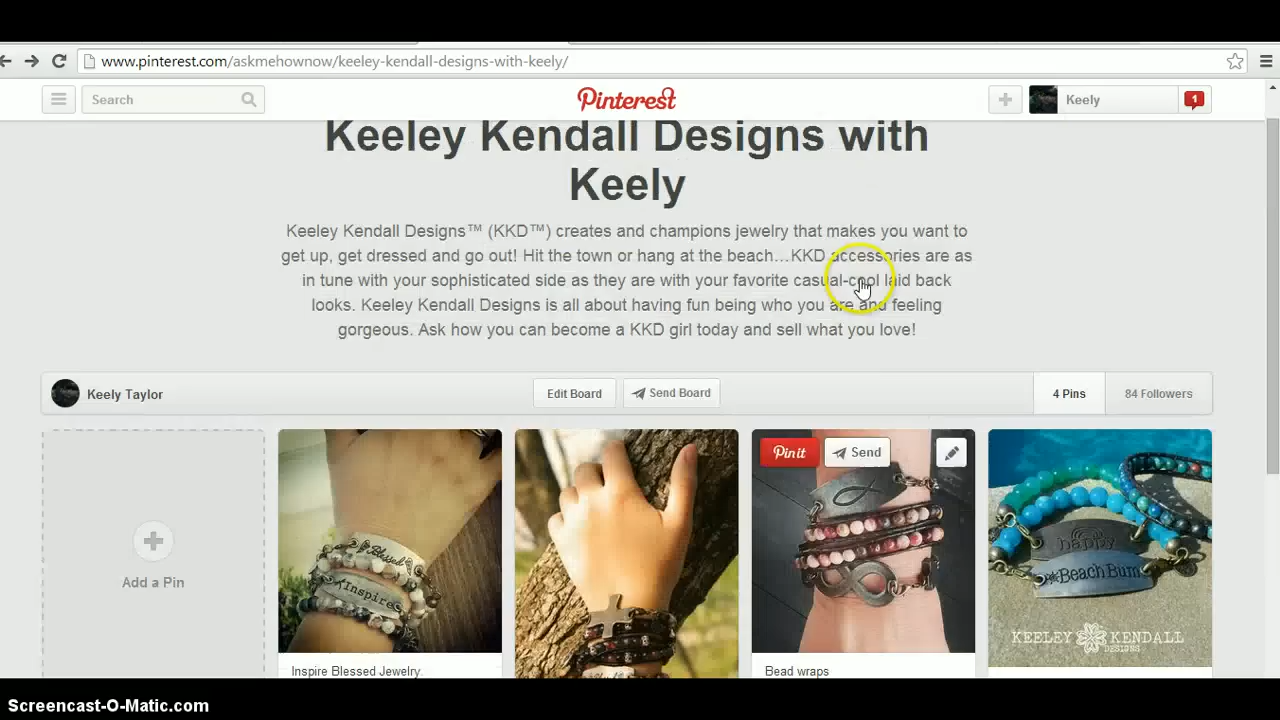 www.pinterest.com/askmehownow/keeley-kendall-designs-with-keely/
Search
Pinterest
Keely
1
Keeley Kendall Designs with
Keely
Keeley Kendall Designs™ (KKD™) creates and champions jewelry that makes you want to
get up, get dressed and go out! Hit the town or hang at the beach…KKD accessories are as
in tune with your sophisticated side as they are with your favorite casual-cool laid back
looks. Keeley Kendall Designs is all about having fun being who you are and feeling
gorgeous. Ask how you can become a KKD girl today and sell what you love!
Keely Taylor
Edit Board
Send Board
4 Pins
84 Followers
Add a Pin
Blessed
Inspire
Pin it
Send
happy
BeachBum
KEELEY KENDALL
DESIGNS
Inspire Blessed Jewelry
Bead wraps
Screencast-O-Matic.com